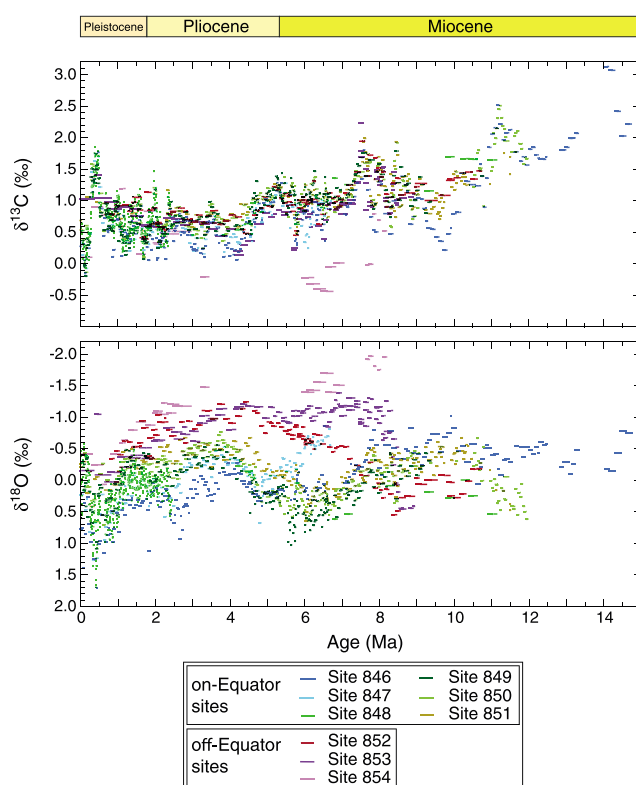 Pleistocene Pliocene Miocene
3.0
2.5
2.0
1.5
1.0
0.5
0.0
-0.5
δ13C (‰)
-2.0
-1.5
-1.0
-0.5
0.0
0.5
1.0
1.5
2.0
δ18O (‰)
0 2 4 6 8 10 12 14
Age (Ma)
on-Equator sites
Site 846 Site 849
Site 847 Site 850
Site 848 Site 851
off-Equator sites
Site 852
Site 853
Site 854